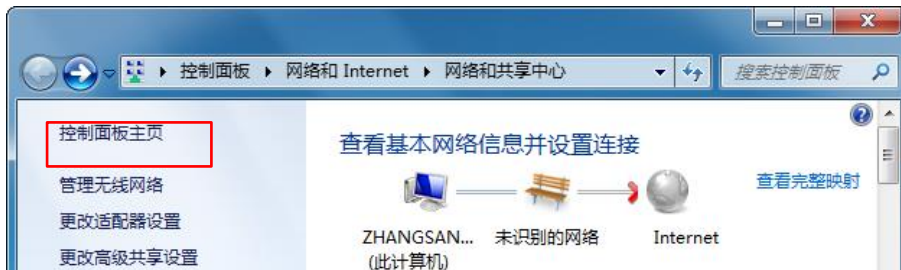 控制面板 网络和 Internet 网络和共享中心 搜索控制面板
控制面板主页
管理无线网络
更改适配器设置
更改高级共享设置
查看基本网络信息并设置连接
查看完整映射
ZHANGSAN... 未识别的网络 Internet
(此计算机)